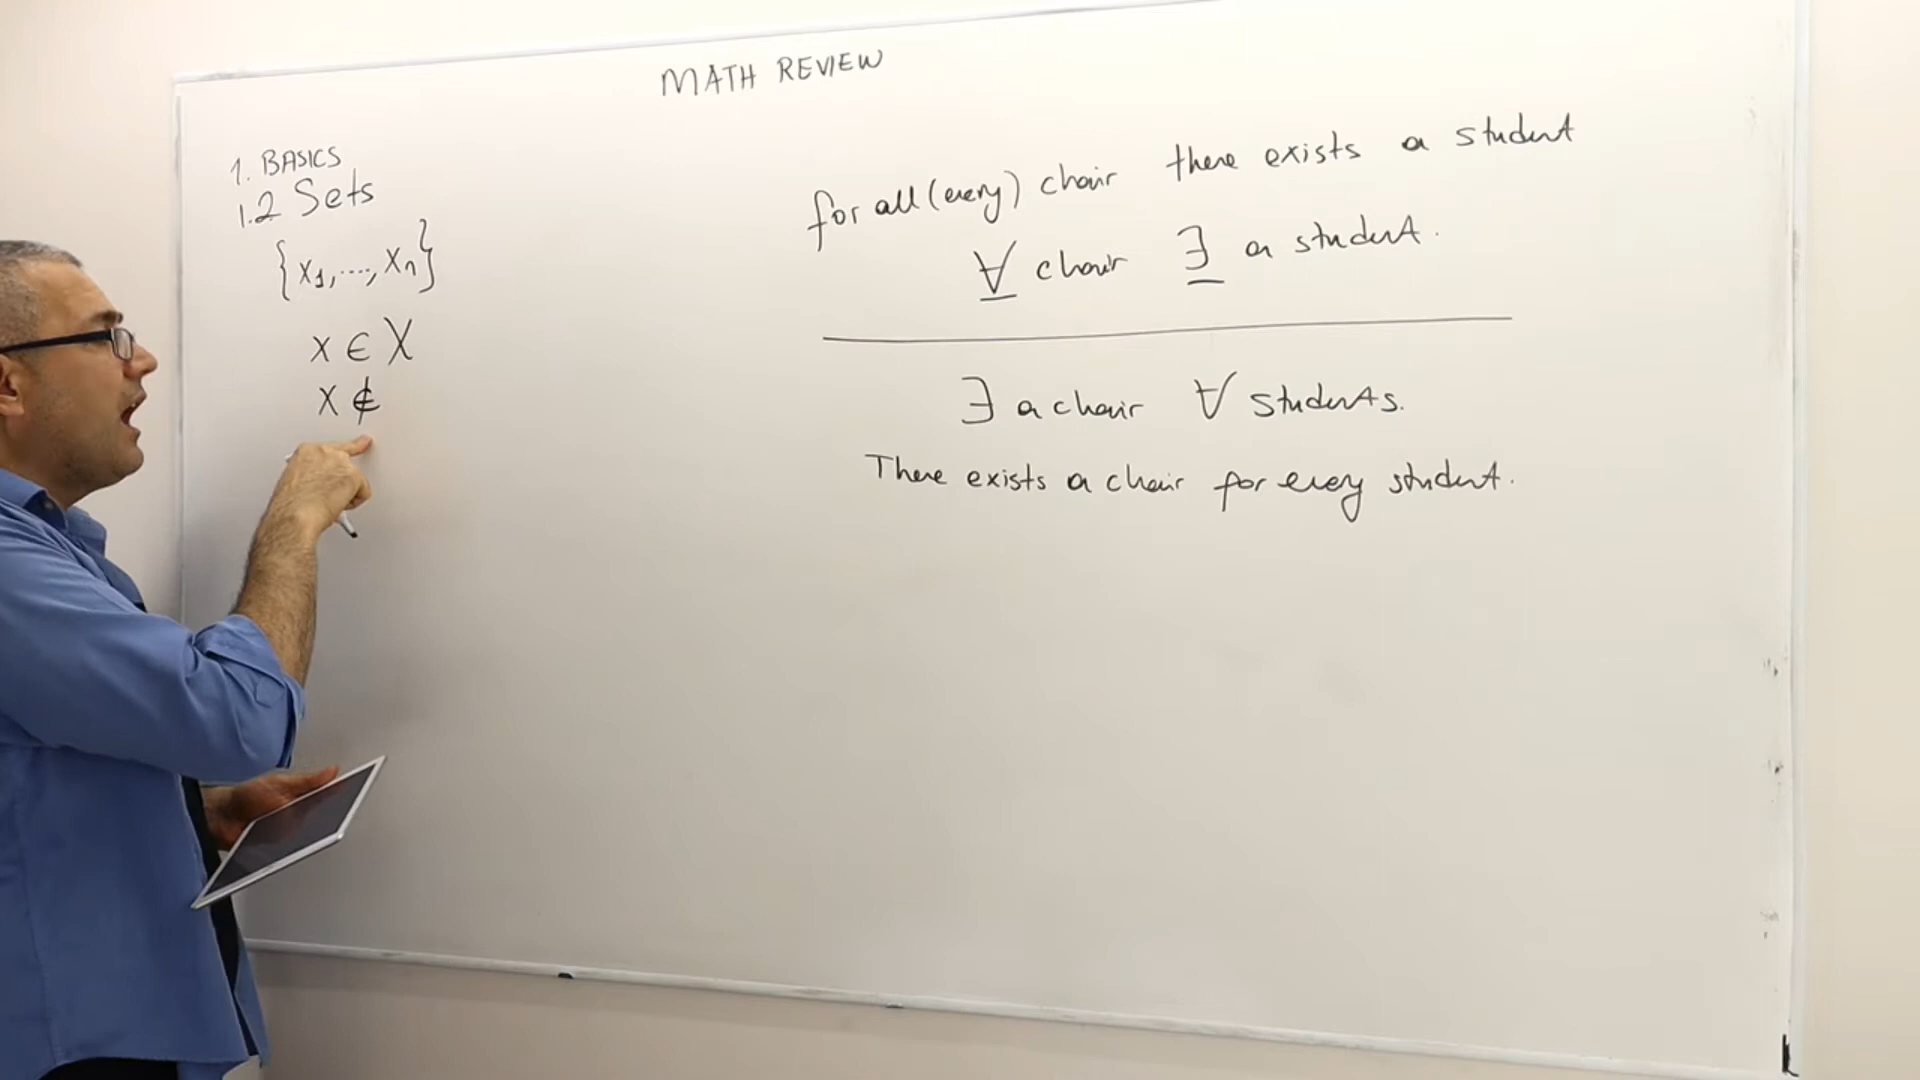 MATH REVIEW
1. BASICS
1.2 Sets
{x₁,....,xₙ}
x ∈ X
x ∉
for all (every) chair there exists a student
∀ chair ∃ a student.
∃ a chair ∀ students.
There exists a chair for every student.